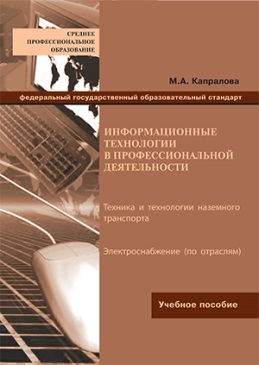 СРЕДНЕЕ
ПРОФЕССИОНАЛЬНОЕ
ОБРАЗОВАНИЕ
М.А. Капралова
федеральный государственный образовательный стандарт
ИНФОРМАЦИОННЫЕ
ТЕХНОЛОГИИ
В ПРОФЕССИОНАЛЬНОЙ
ДЕЯТЕЛЬНОСТИ
Техника и технологии наземного
транспорта
Электроснабжение (по отраслям)
Учебное пособие